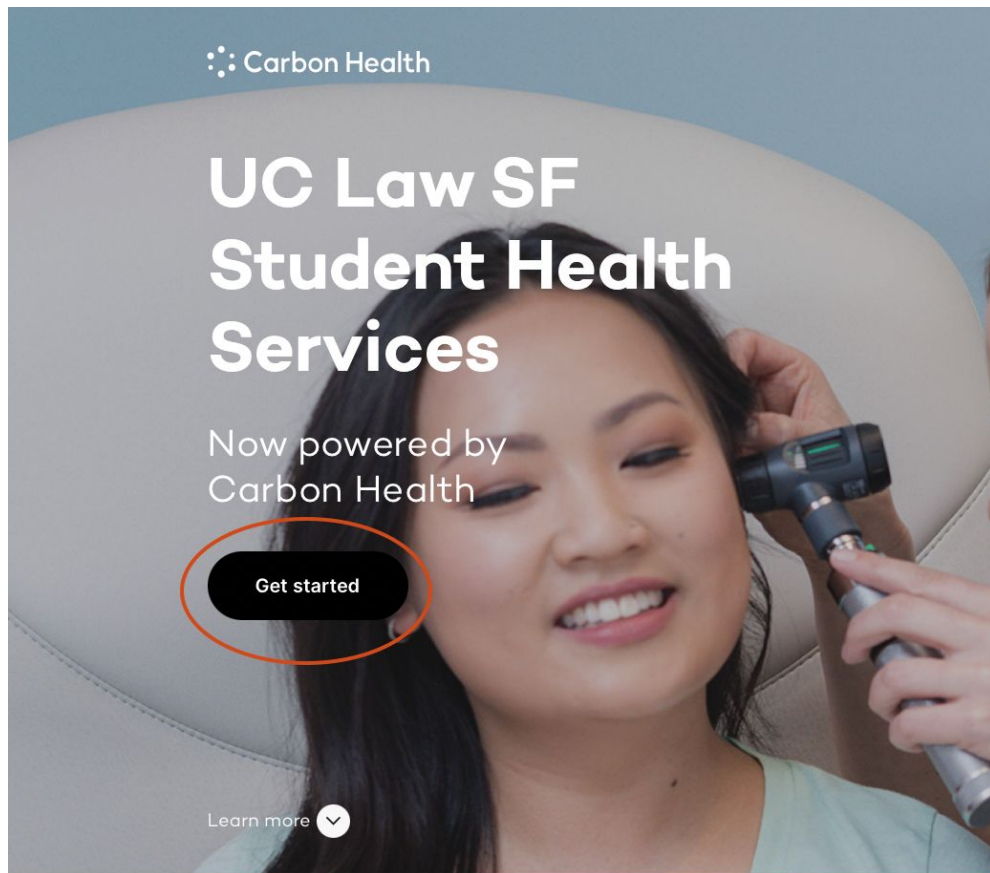 Carbon Health
UC Law SF
Student Health
Services
Now powered by
Carbon Health
Get started
Learn more